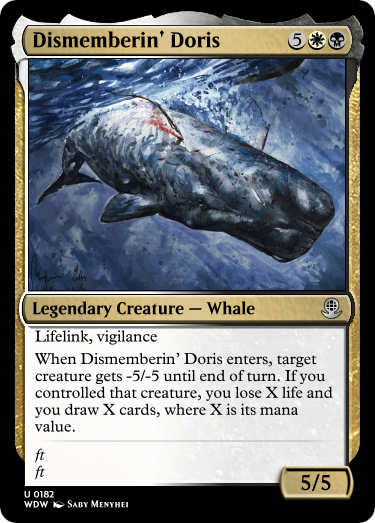 Dismemberin' Doris 5
Legendary Creature — Whale
Lifelink, vigilance
When Dismemberin' Doris enters, target
creature gets -5/-5 until end of turn. If you
controlled that creature, you lose X life and
you draw X cards, where X is its mana
value.
ft
ft
5/5
U 0182
WDW Saby Menyhei